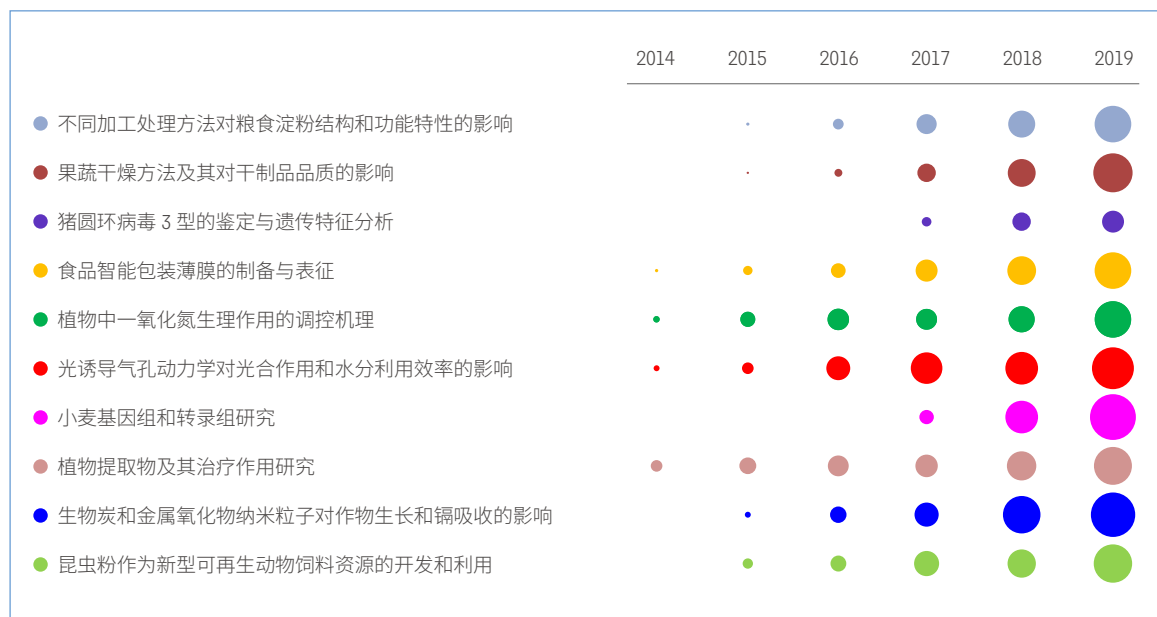 2014 2015 2016 2017 2018 2019
不同加工处理方法对粮食淀粉结构和功能特性的影响
果蔬干燥方法及其对干制品品质的影响
猪圆环病毒 3 型的鉴定与遗传特征分析
食品智能包装薄膜的制备与表征
植物中一氧化氮生理作用的调控机理
光诱导气孔动力学对光合作用和水分利用效率的影响
小麦基因组和转录组研究
植物提取物及其治疗作用研究
生物炭和金属氧化物纳米粒子对作物生长和镉吸收的影响
昆虫粉作为新型可再生动物饲料资源的开发和利用